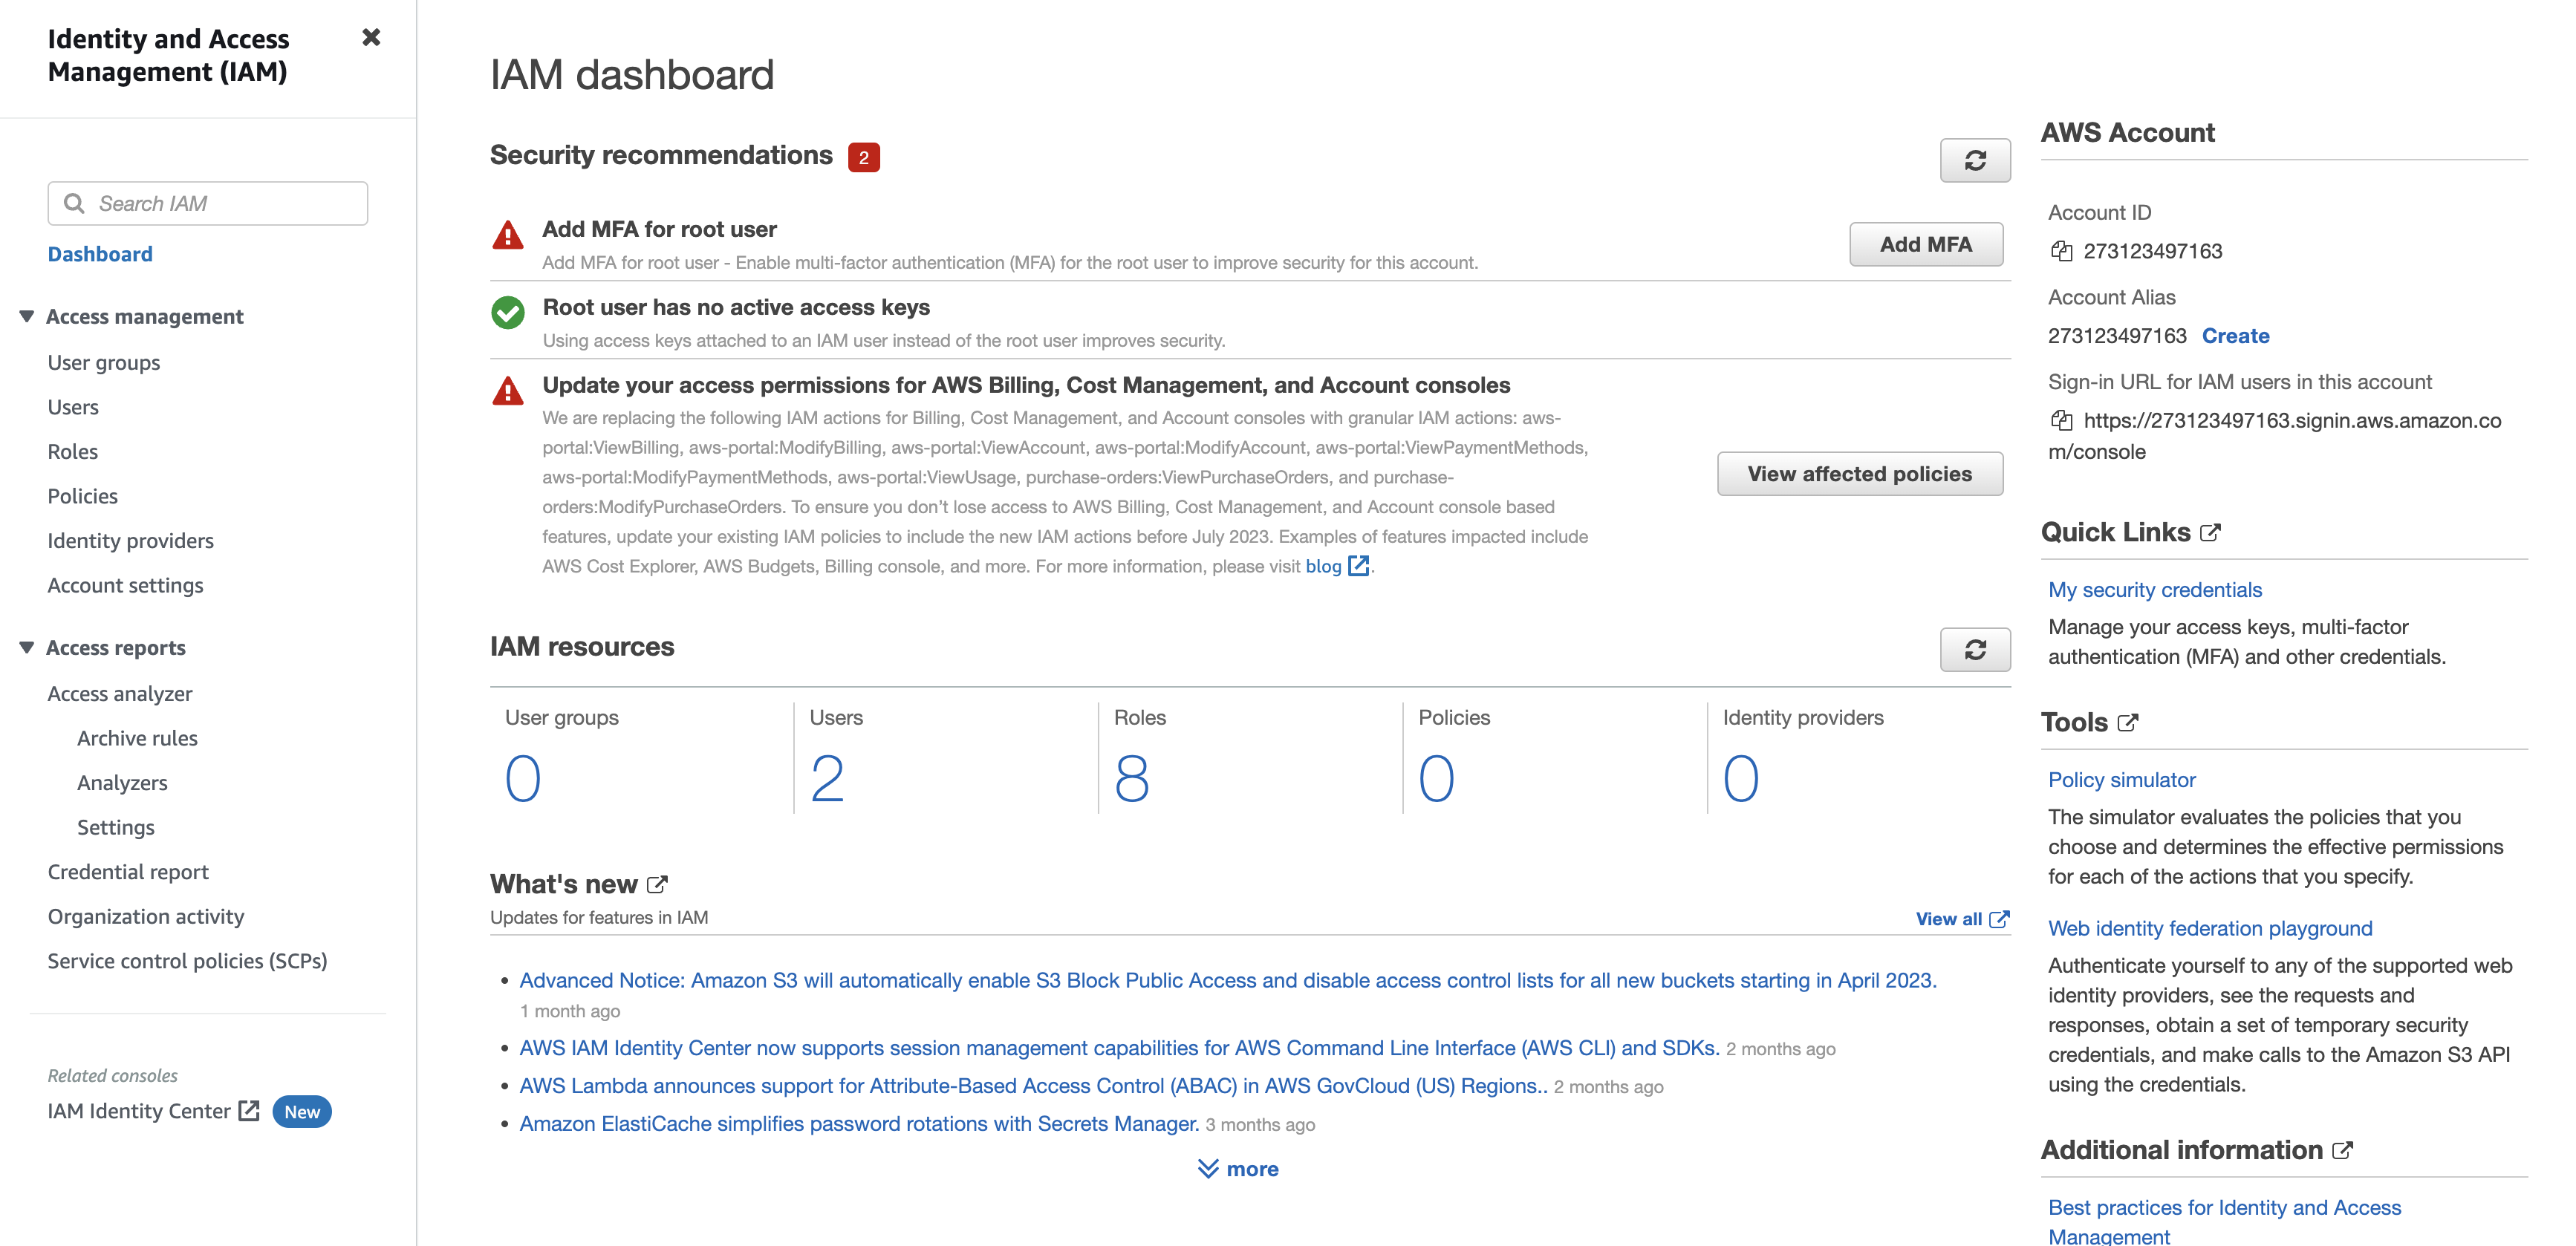 Identity and Access
Management (IAM)
Search IAM
Dashboard
Access management
User groups
Users
Roles
Policies
Identity providers
Account settings
Access reports
Access analyzer
Archive rules
Analyzers
Settings
Credential report
Organization activity
Service control policies (SCPs)
Related consoles
IAM Identity Center New
IAM dashboard
Security recommendations 2
Add MFA for root user
Add MFA for root user - Enable multi-factor authentication (MFA) for the root user to improve security for this account.
Add MFA
Root user has no active access keys
Using access keys attached to an IAM user instead of the root user improves security.
Update your access permissions for AWS Billing, Cost Management, and Account consoles
We are replacing the following IAM actions for Billing, Cost Management, and Account consoles with granular IAM actions: aws-
portal:ViewBilling, aws-portal:ModifyBilling, aws-portal:ViewAccount, aws-portal:ModifyAccount, aws-portal:ViewPaymentMethods,
aws-portal:ModifyPaymentMethods, aws-portal:ViewUsage, purchase-orders:ViewPurchaseOrders, and purchase-
orders:ModifyPurchaseOrders. To ensure you don’t lose access to AWS Billing, Cost Management, and Account console based
features, update your existing IAM policies to include the new IAM actions before July 2023. Examples of features impacted include
AWS Cost Explorer, AWS Budgets, Billing console, and more. For more information, please visit blog .
View affected policies
IAM resources
User groups
0
Users
2
Roles
8
Policies
0
Identity providers
0
What's new
Updates for features in IAM
View all
• Advanced Notice: Amazon S3 will automatically enable S3 Block Public Access and disable access control lists for all new buckets starting in April 2023.
1 month ago
• AWS IAM Identity Center now supports session management capabilities for AWS Command Line Interface (AWS CLI) and SDKs. 2 months ago
• AWS Lambda announces support for Attribute-Based Access Control (ABAC) in AWS GovCloud (US) Regions.. 2 months ago
• Amazon ElastiCache simplifies password rotations with Secrets Manager. 3 months ago
more
AWS Account
Account ID
273123497163
Account Alias
273123497163 Create
Sign-in URL for IAM users in this account
https://273123497163.signin.aws.amazon.co
m/console
Quick Links
My security credentials
Manage your access keys, multi-factor
authentication (MFA) and other credentials.
Tools
Policy simulator
The simulator evaluates the policies that you
choose and determines the effective permissions
for each of the actions that you specify.
Web identity federation playground
Authenticate yourself to any of the supported web
identity providers, see the requests and
responses, obtain a set of temporary security
credentials, and make calls to the Amazon S3 API
using the credentials.
Additional information
Best practices for Identity and Access
Management